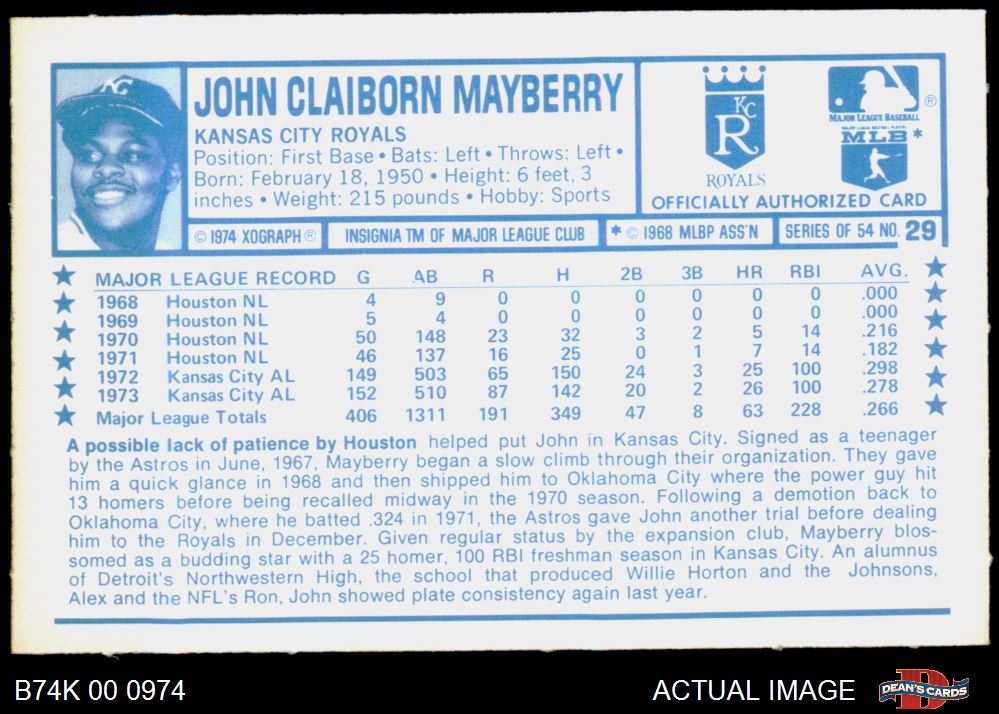 KC
JOHN CLAIBORN MAYBERRY
KANSAS CITY ROYALS
Position: First Base • Bats: Left • Throws: Left •
Born: February 18, 1950 • Height: 6 feet, 3
inches • Weight: 215 pounds • Hobby: Sports
KC
R
ROYALS
®
MAJOR LEAGUE BASEBALL
MAJOR LEAGUE BASEBALL PLAYERS
MLB *
OFFICIALLY AUTHORIZED CARD
© 1974 XOGRAPH ® INSIGNIA TM OF MAJOR LEAGUE CLUB * © 1968 MLBP ASS'N SERIES OF 54 NO. 29
MAJOR LEAGUE RECORD G AB R H 2B 3B HR RBI AVG.
1968 Houston NL 4 9 0 0 0 0 0 0 .000
1969 Houston NL 5 4 0 0 0 0 0 0 .000
1970 Houston NL 50 148 23 32 3 2 5 14 .216
1971 Houston NL 46 137 16 25 0 1 7 14 .182
1972 Kansas City AL 149 503 65 150 24 3 25 100 .298
1973 Kansas City AL 152 510 87 142 20 2 26 100 .278
Major League Totals 406 1311 191 349 47 8 63 228 .266
A possible lack of patience by Houston helped put John in Kansas City. Signed as a teenager
by the Astros in June, 1967, Mayberry began a slow climb through their organization. They gave
him a quick glance in 1968 and then shipped him to Oklahoma City where the power guy hit
13 homers before being recalled midway in the 1970 season. Following a demotion back to
Oklahoma City, where he batted .324 in 1971, the Astros gave John another trial before dealing
him to the Royals in December. Given regular status by the expansion club, Mayberry blos-
somed as a budding star with a 25 homer, 100 RBI freshman season in Kansas City. An alumnus
of Detroit's Northwestern High, the school that produced Willie Horton and the Johnsons,
Alex and the NFL's Ron, John showed plate consistency again last year.
B74K 00 0974
ACTUAL IMAGE
D
DEAN'S CARDS